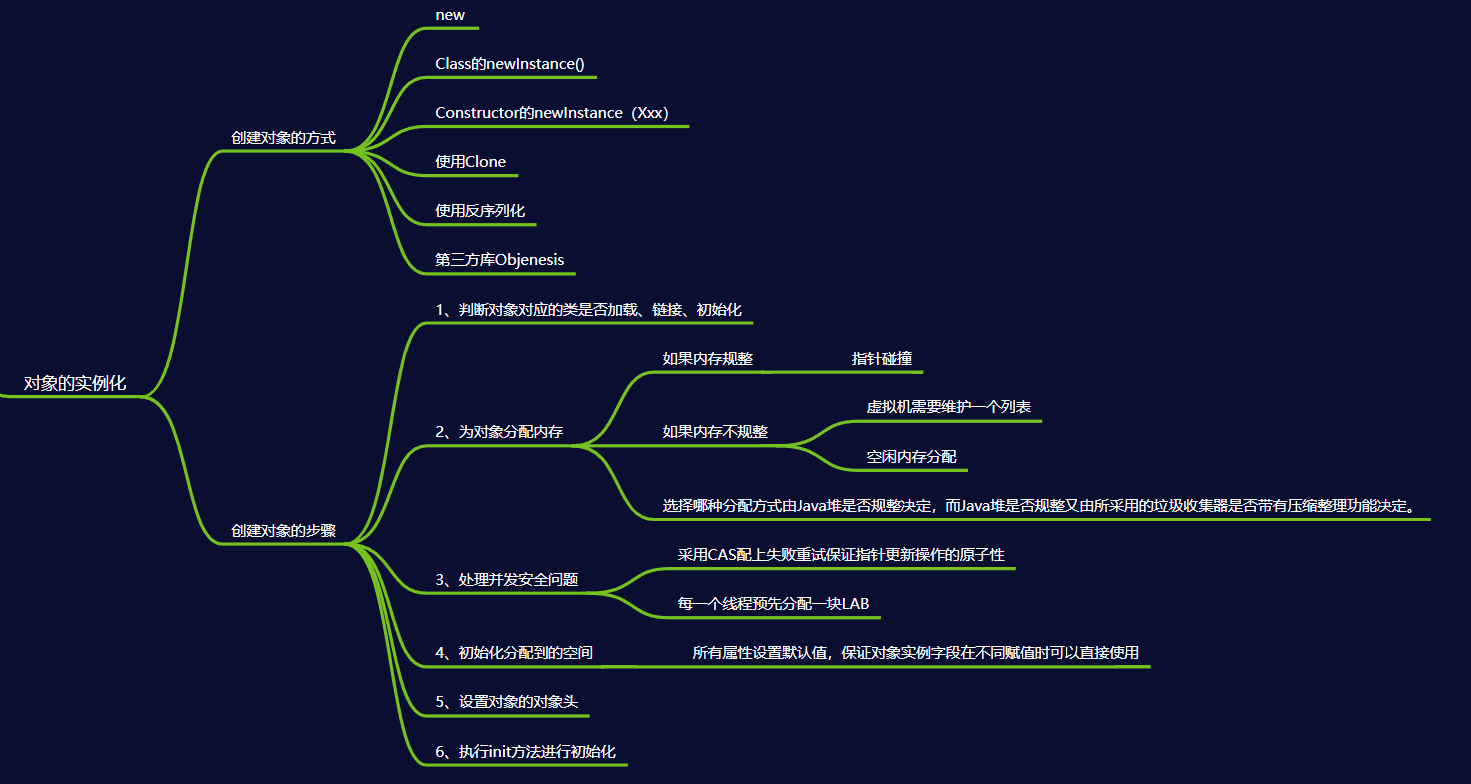 new
Class的newInstance()
Constructor的newInstance（Xxx）
创建对象的方式
使用Clone
使用反序列化
第三方库Objenesis
1、判断对象对应的类是否加载、链接、初始化
如果内存规整
指针碰撞
对象的实例化
虚拟机需要维护一个列表
2、为对象分配内存
如果内存不规整
空闲内存分配
选择哪种分配方式由Java堆是否规整决定，而Java堆是否规整又由所采用的垃圾收集器是否带有压缩整理功能决定。
创建对象的步骤
采用CAS配上失败重试保证指针更新操作的原子性
3、处理并发安全问题
每一个线程预先分配一块LAB
4、初始化分配到的空间
所有属性设置默认值，保证对象实例字段在不同赋值时可以直接使用
5、设置对象的对象头
6、执行init方法进行初始化